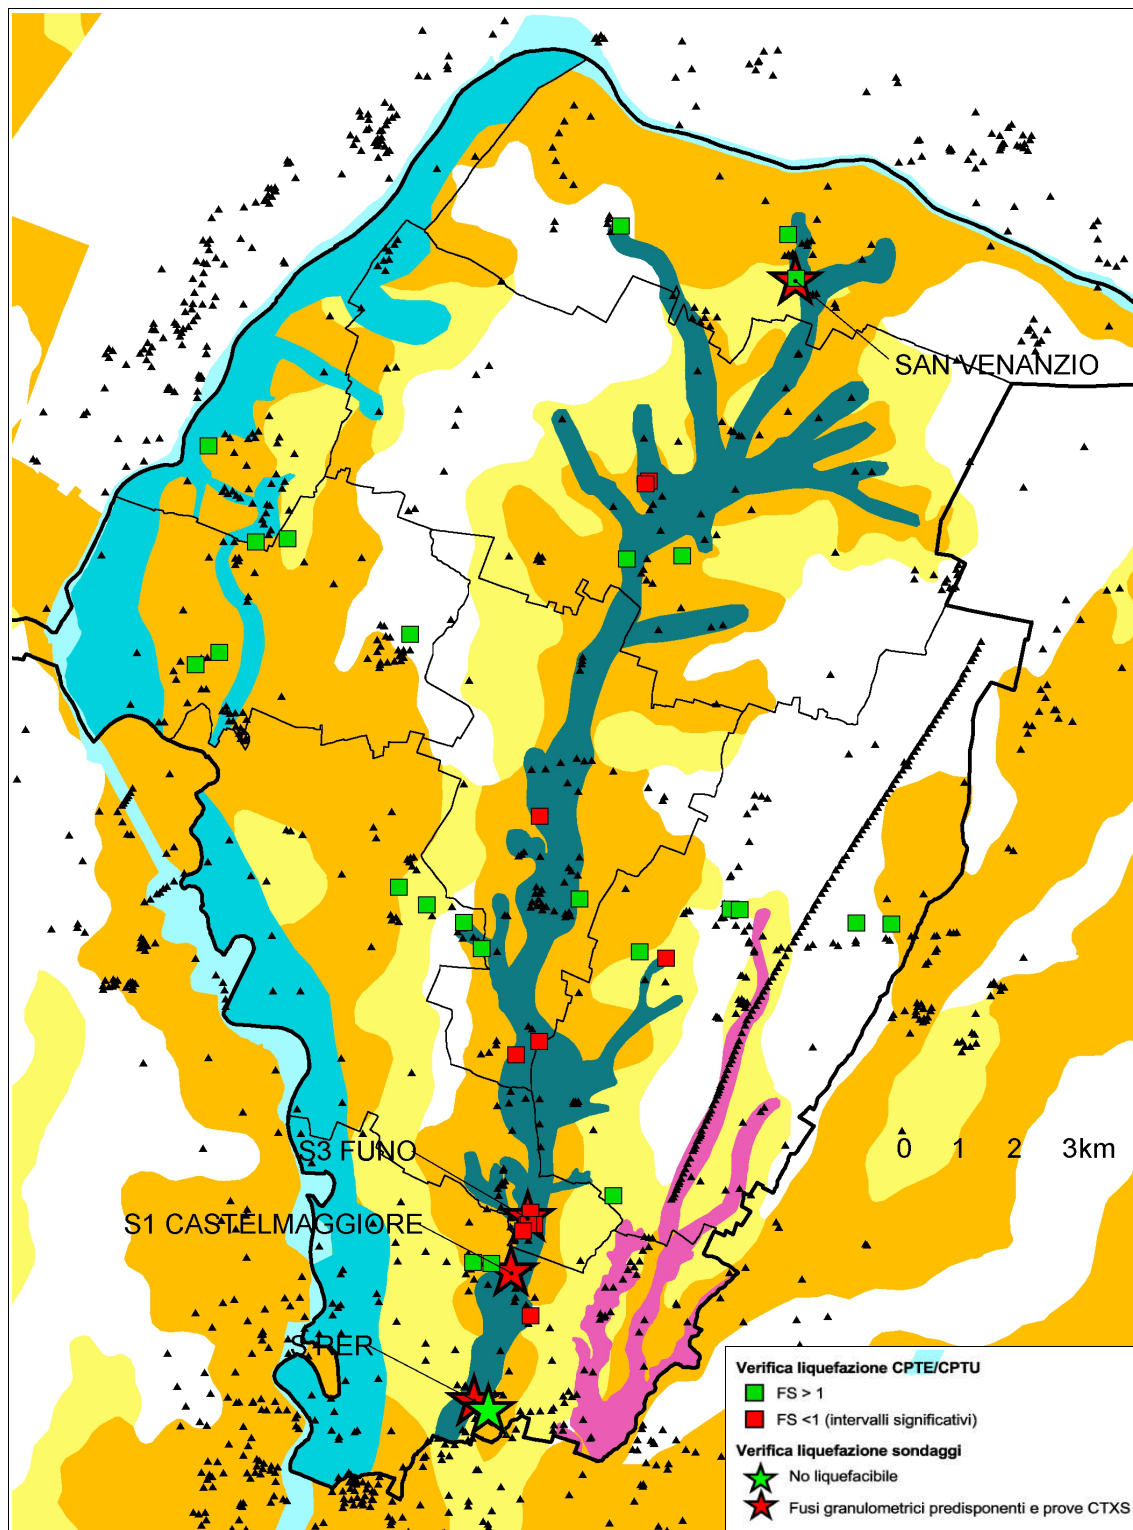 SAN VENANZIO
0 1 2 3km
S3 FUNO
S1 CASTELMAGGIORE
S RER
Verifica liquefazione CPTE/CPTU
FS > 1
FS <1 (intervalli significativi)
Verifica liquefazione sondaggi
No liquefacibile
Fusi granulometrici predisponenti e prove CTXS